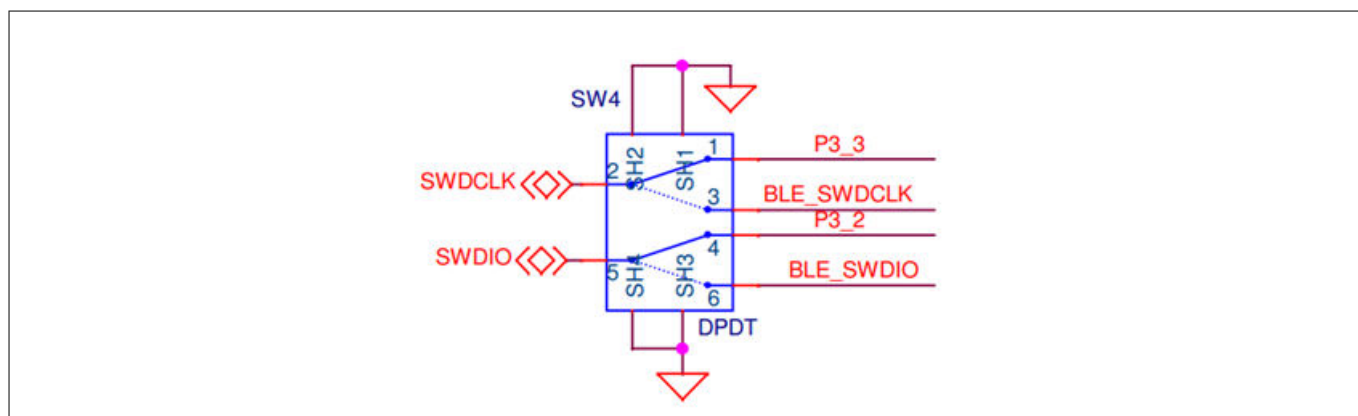 SW4
SH2
SH1
1
P3_3
SWDCLK
2
3
BLE_SWDCLK
P3_2
SWDIO
4
5
SH4
SH3
BLE_SWDIO
6
DPDT